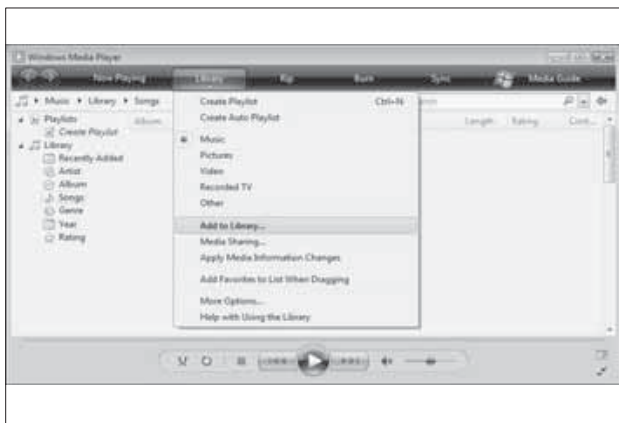 Windows Media Player
Now Playing Library Rip Burn Sync Media Guide
Music Library Songs
Playlists
Create Playlist
Library
Recently Added
Artist
Album
Songs
Genre
Year
Rating
Album Length Rating
Create Playlist Ctrl+N
Create Auto Playlist
Music
Pictures
Video
Recorded TV
Other
Add to Library...
Media Sharing...
Apply Media Information Changes
Add Favorites to List When Dragging
More Options...
Help with Using the Library